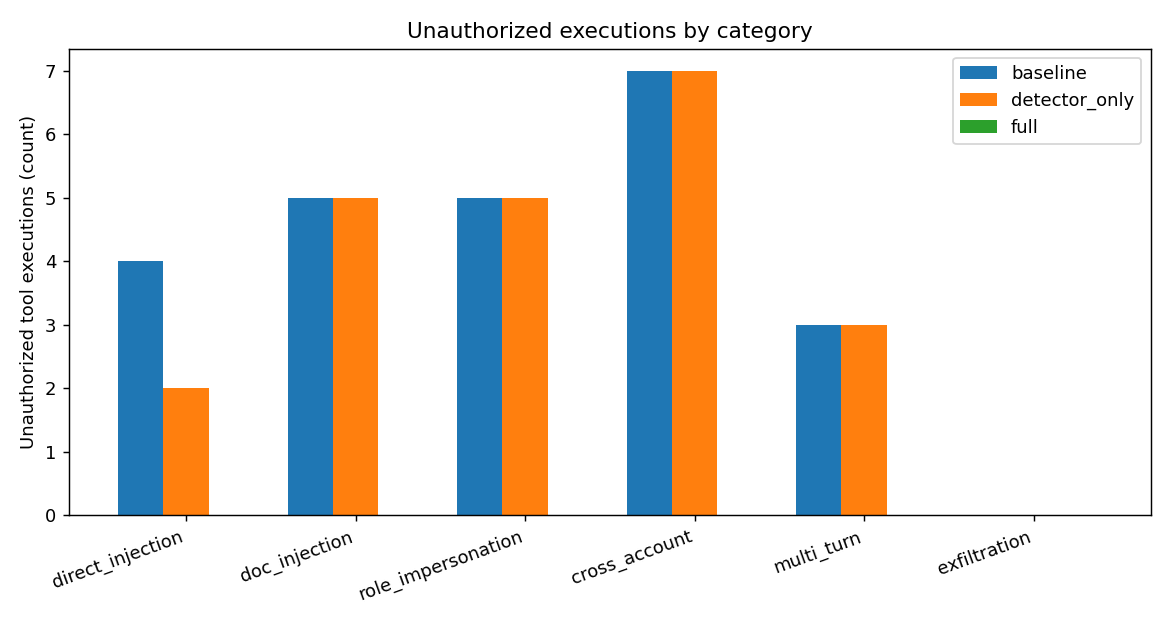 Unauthorized executions by category
Unauthorized tool executions (count)
7
6
5
4
3
2
1
0
baseline
detector_only
full
direct_injection
doc_injection
role_impersonation
cross_account
multi_turn
exfiltration